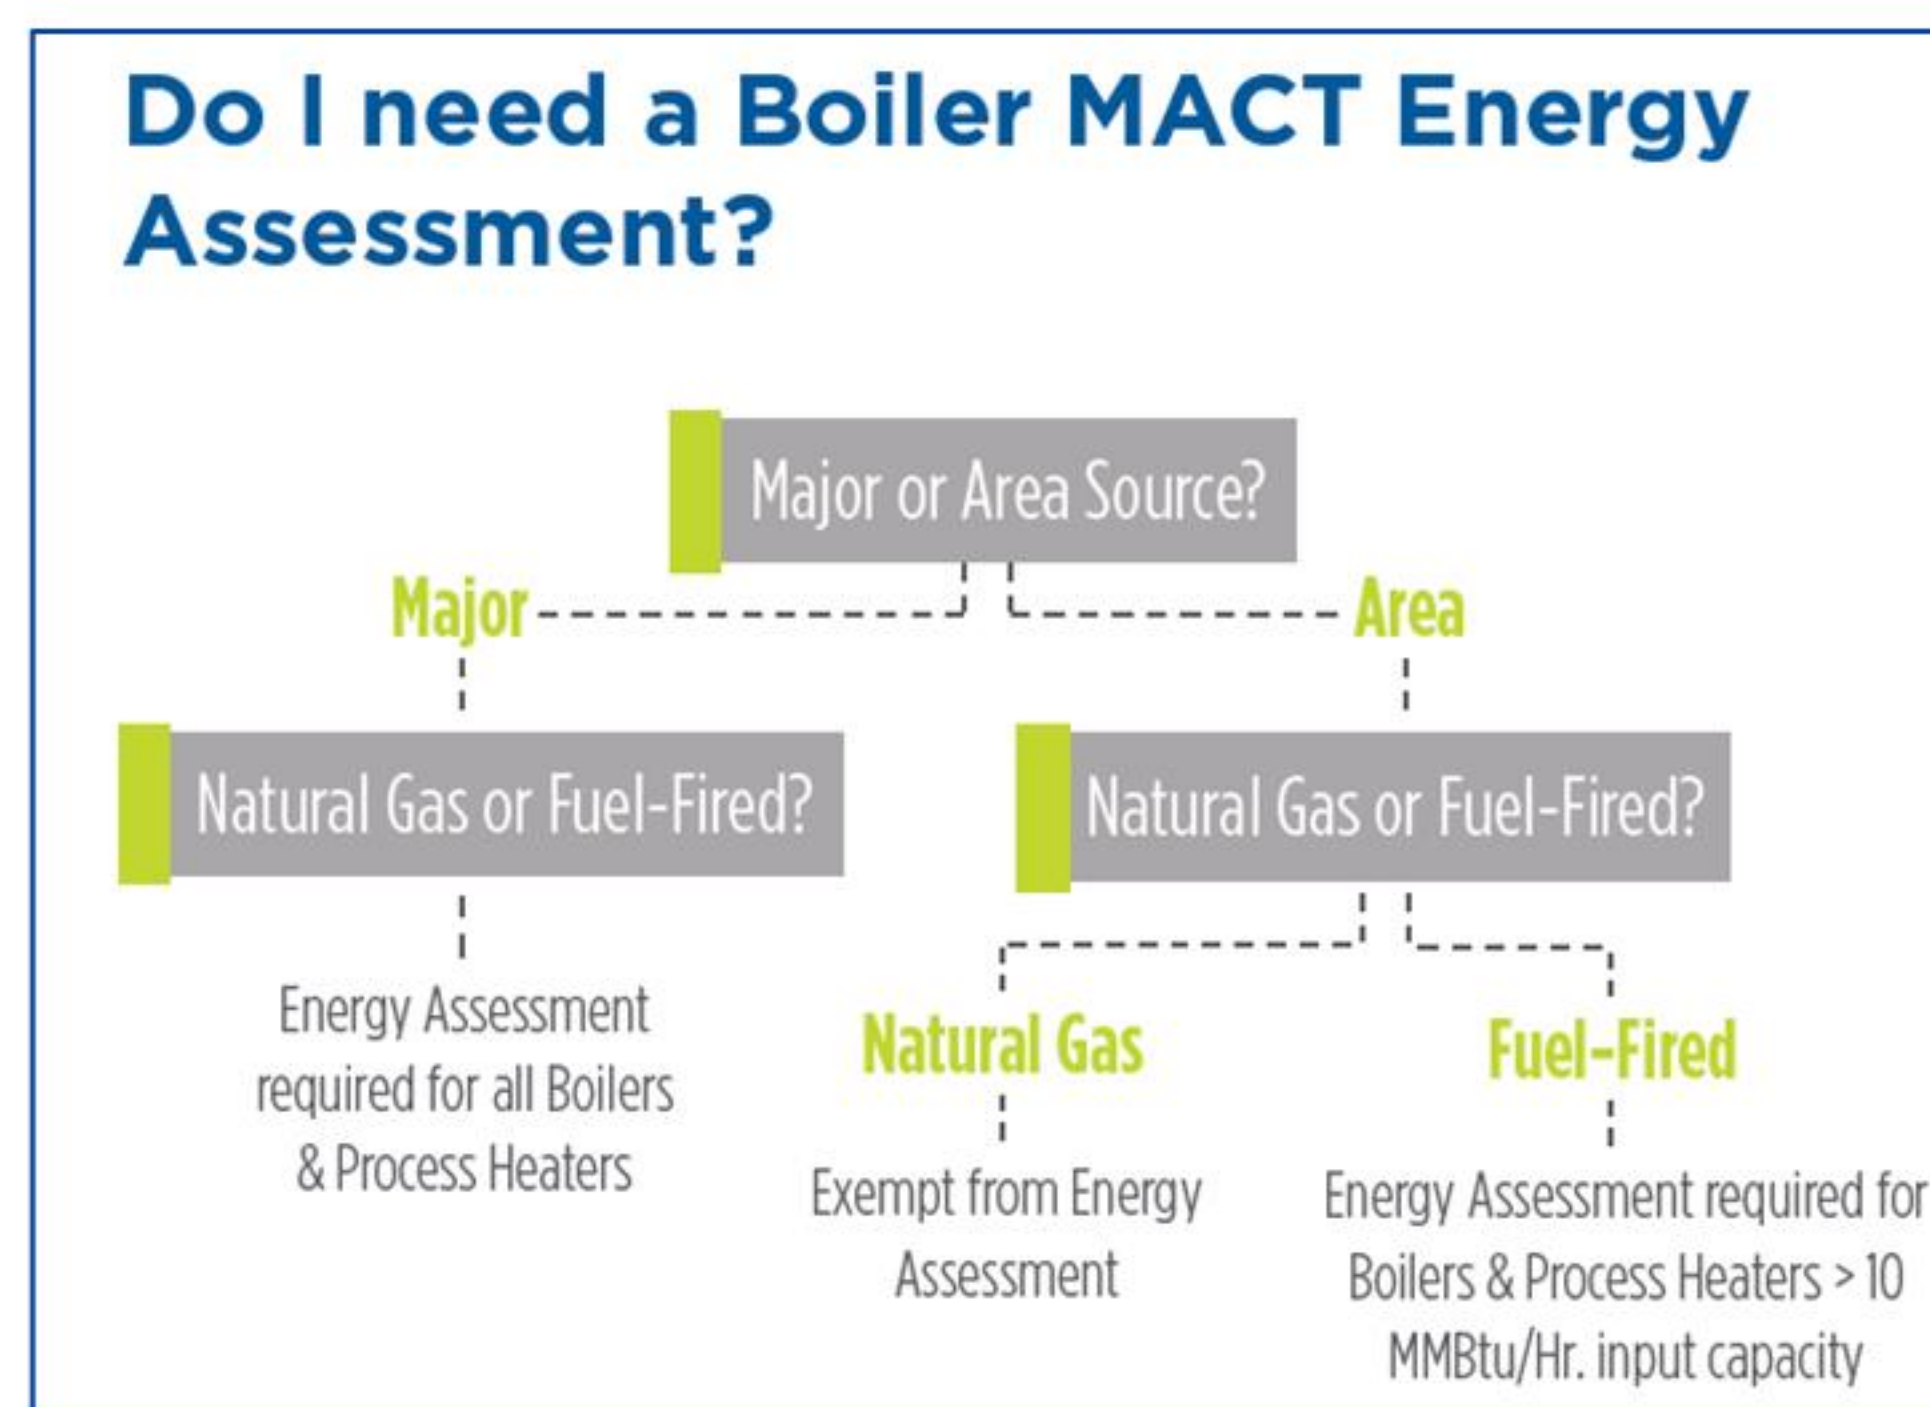 Do I need a Boiler MACT Energy
Assessment?
Major or Area Source?
Major
Area
Natural Gas or Fuel-Fired?
Natural Gas or Fuel-Fired?
Energy Assessment
required for all Boilers
& Process Heaters
Natural Gas
Fuel-Fired
Exempt from Energy
Assessment
Energy Assessment required for
Boilers & Process Heaters > 10
MMBtu/Hr. input capacity